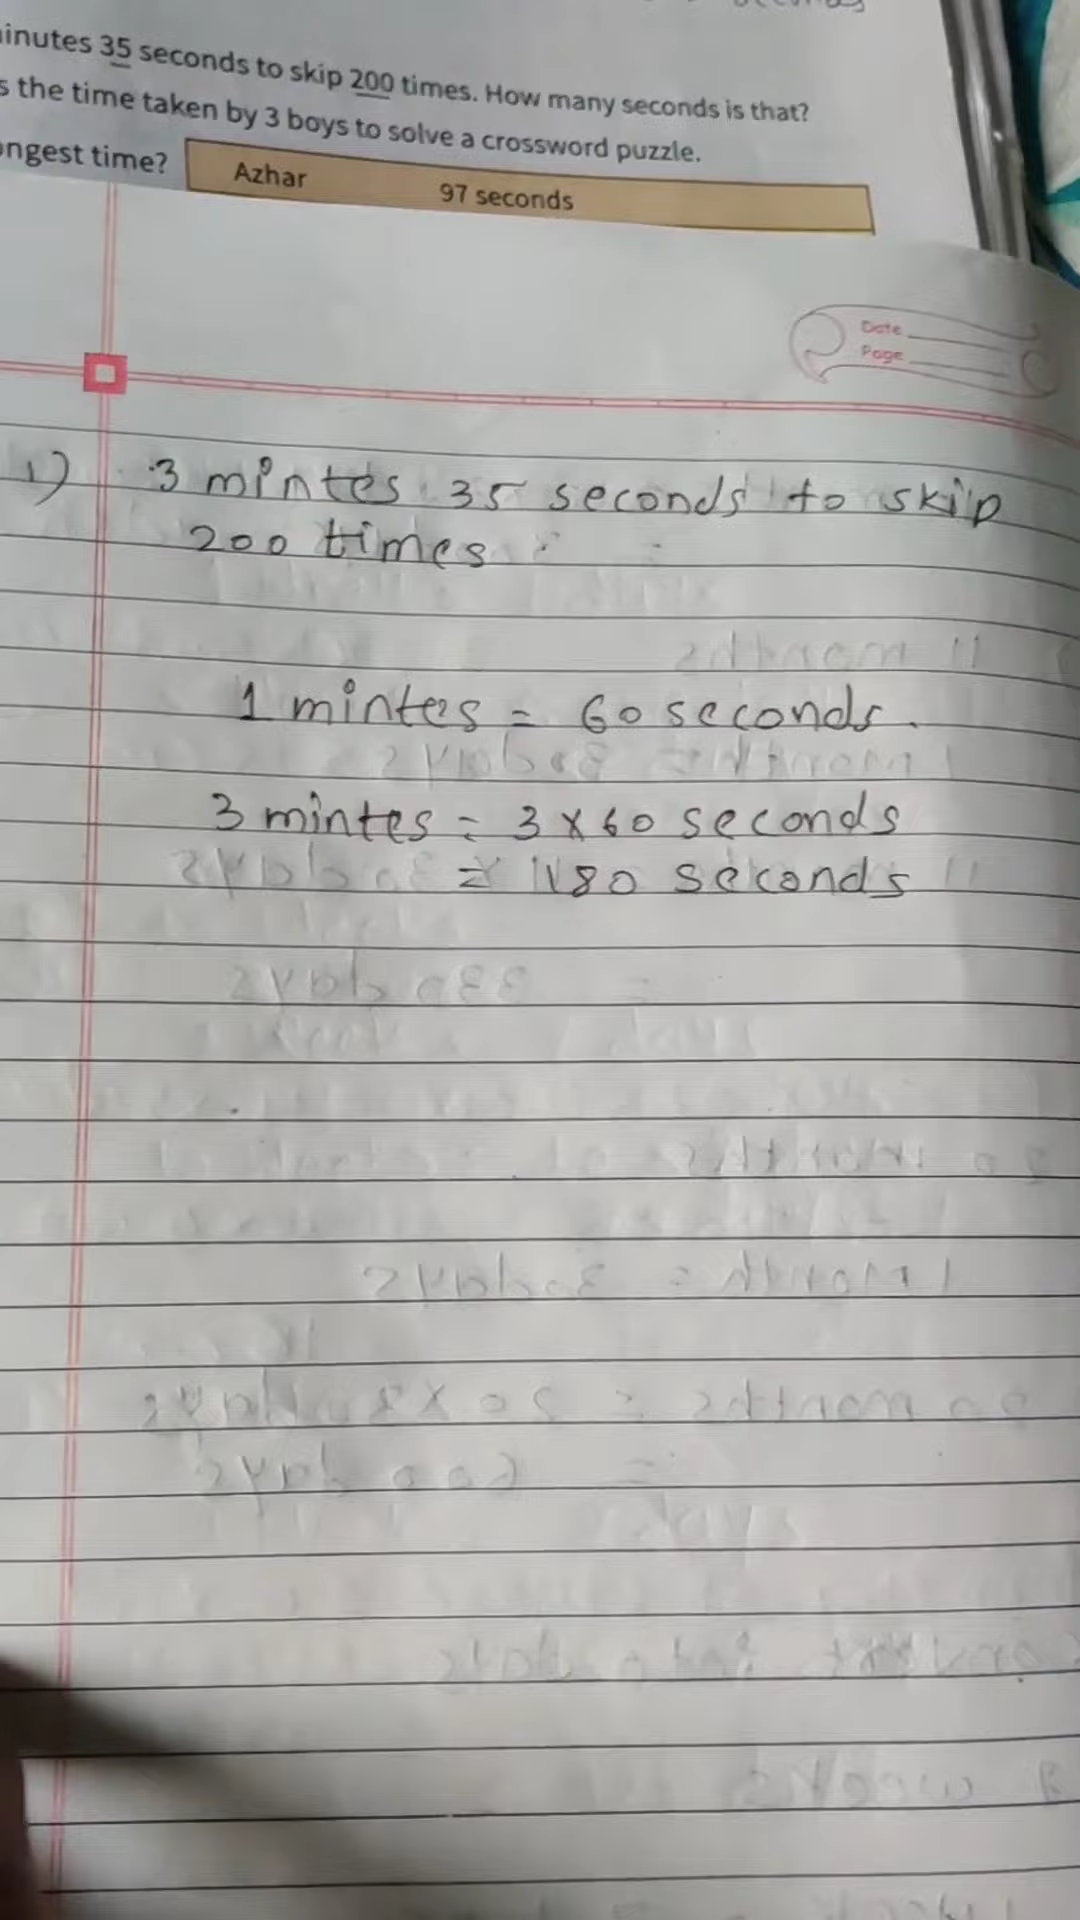 35 seconds to skip 200 times. How many seconds is that?
the time taken by 3 boys to solve a crossword puzzle.
time?
Azhar 97 seconds
Date
Page
1) 3 mintes 35 seconds to skip
200 times
1 mintes = 60 seconds.
3 mintes = 3 x 60 seconds
= 180 seconds